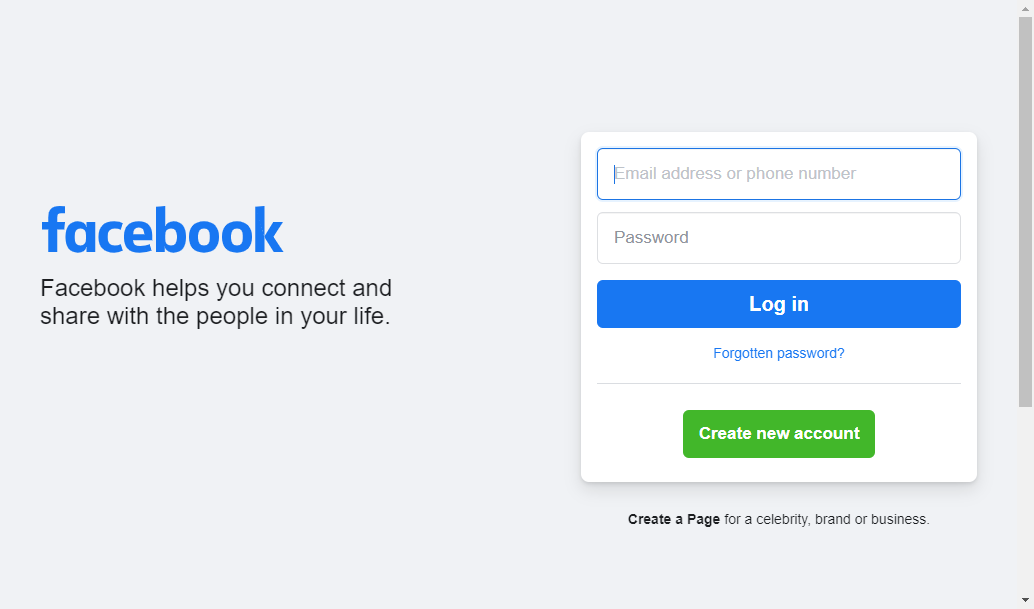 facebook
Facebook helps you connect and
share with the people in your life.
Email address or phone number
Password
Log in
Forgotten password?
Create new account
Create a Page for a celebrity, brand or business.